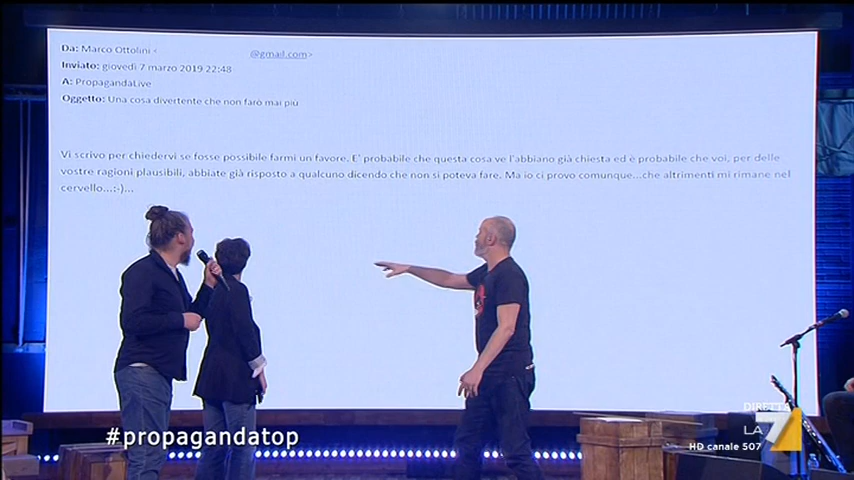 Da: Marco Ottolini < @gmail.com>
Inviato: giovedì 7 marzo 2019 22:48
A: PropagandaLive
Oggetto: Una cosa divertente che non farò mai più
Vi scrivo per chiedervi se fosse possibile farmi un favore. E' probabile che questa cosa ve l'abbiano già chiesta ed è probabile che voi, per delle
vostre ragioni plausibili, abbiate già risposto a qualcuno dicendo che non si poteva fare. Ma io ci provo comunque...che altrimenti mi rimane nel
cervello...:-)...
#propagandatop
DIRETTA
LA 7
HD canale 507